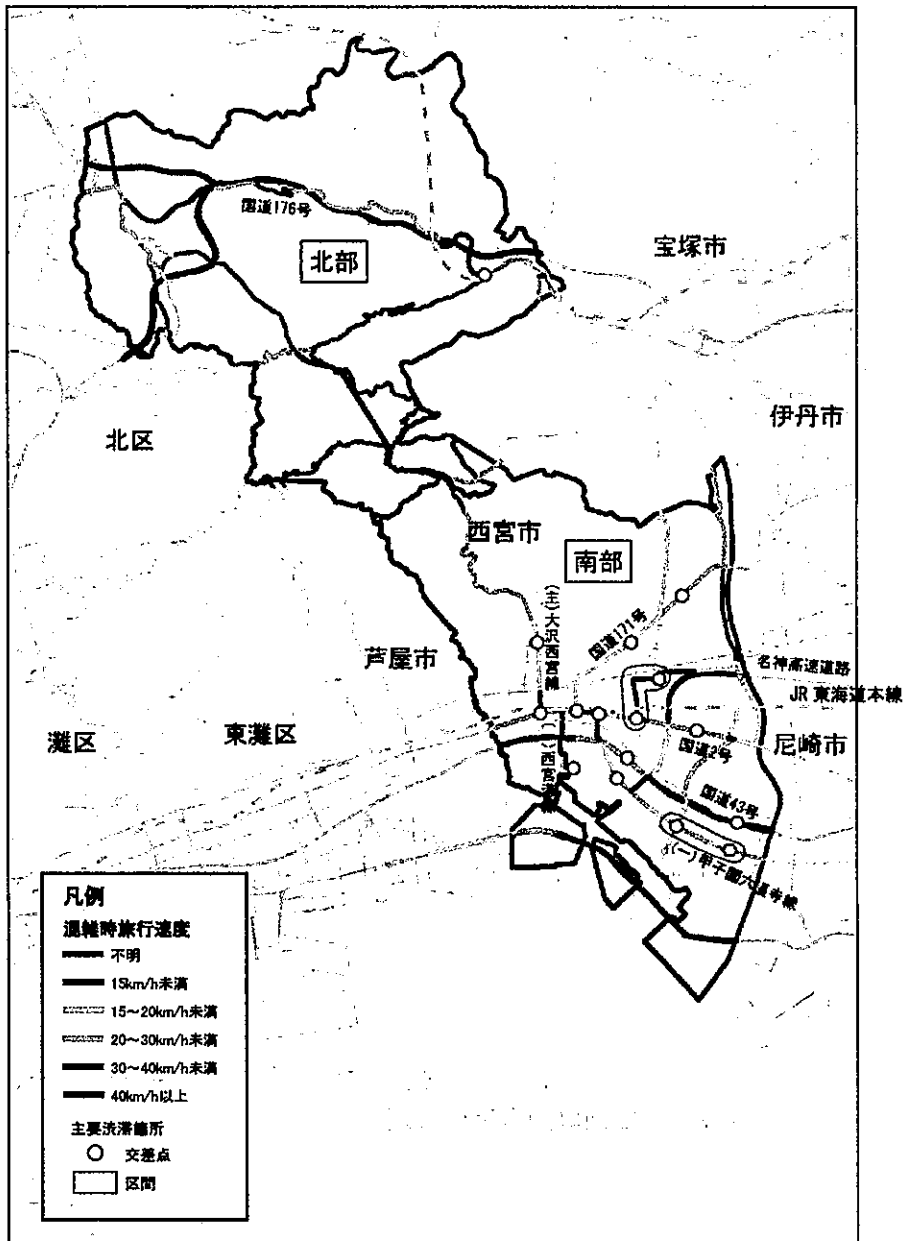 国道176号
北部
宝塚市
伊丹市
北区
西宮市
南部
(主)大沢西宮線
国道171号
芦屋市
名神高速道路
JR東海道本線
灘区
東灘区
国道2号
尼崎市
国道43号
(一)甲子園六湛寺線
凡例
混雑時旅行速度
不明
15km/h未満
15~20km/h未満
20~30km/h未満
30~40km/h未満
40km/h以上
主要渋滞箇所
交差点
区間